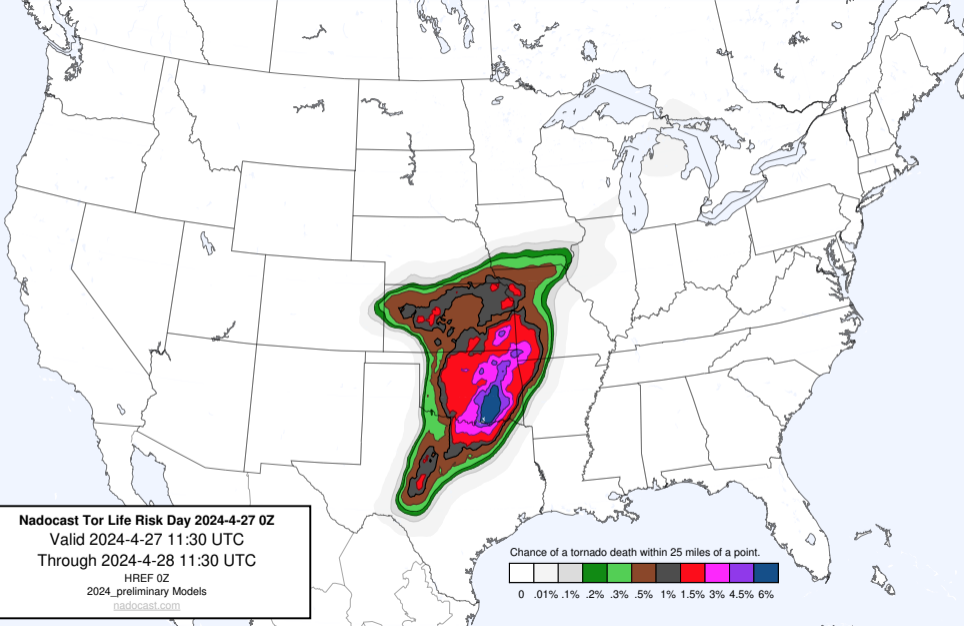 Nadocast Tor Life Risk Day 2024-4-27 0Z
Valid 2024-4-27 11:30 UTC
Through 2024-4-28 11:30 UTC
HREF 0Z
2024_preliminary Models
nadocast.com
Chance of a tornado death within 25 miles of a point.
0 .01% .1% .2% .3% .5% 1% 1.5% 3% 4.5% 6%